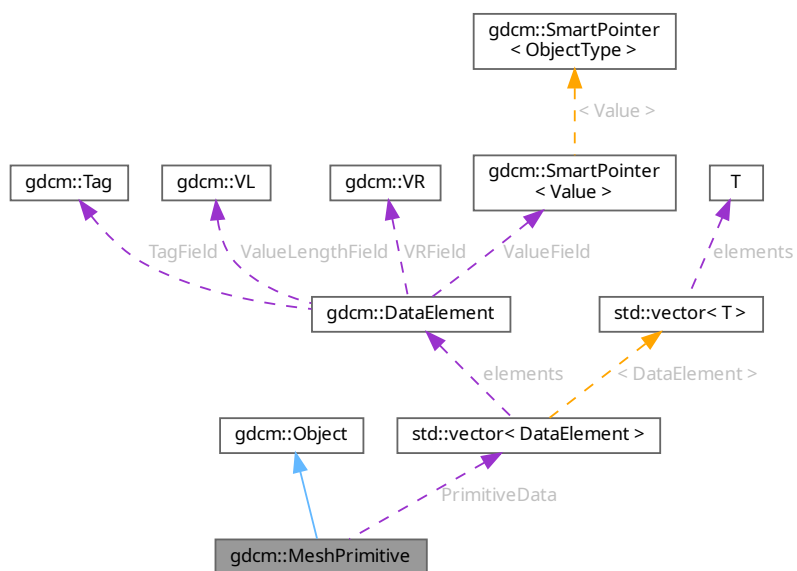 gdcm::SmartPointer
< ObjectType >
< Value >
gdcm::Tag
gdcm::VL
gdcm::VR
gdcm::SmartPointer
< Value >
T
TagField
ValueLengthField
VRField
ValueField
elements
gdcm::DataElement
std::vector< T >
elements
< DataElement >
gdcm::Object
std::vector< DataElement >
PrimitiveData
gdcm::MeshPrimitive